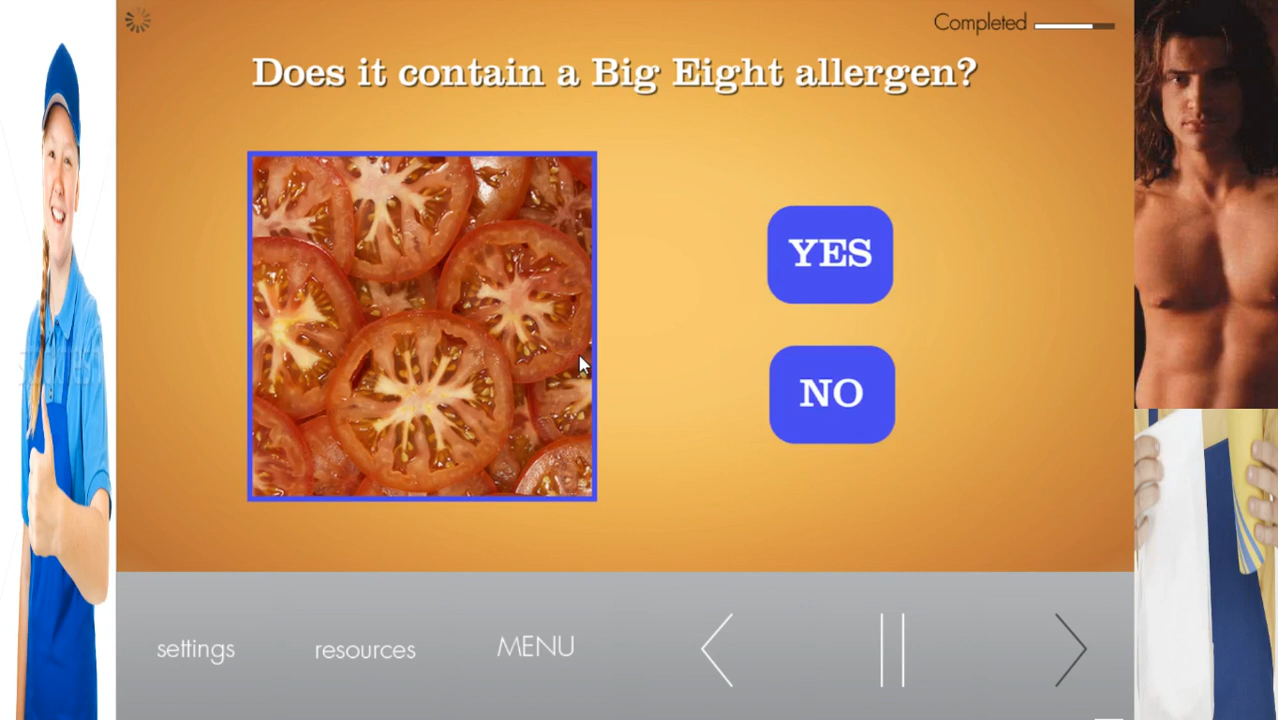 Completed
Does it contain a Big Eight allergen?
YES
NO
settings
resources
MENU